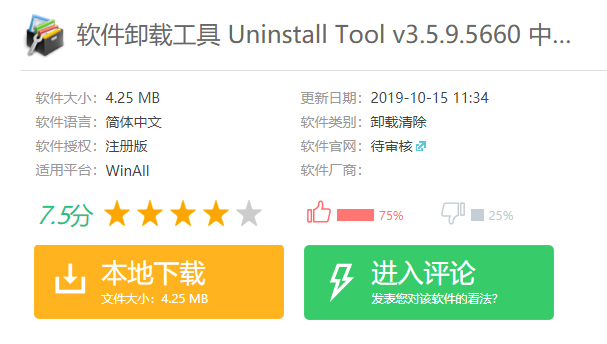 软件卸载工具 Uninstall Tool v3.5.9.5660 中...
软件大小：4.25 MB 更新日期：2019-10-15 11:34
软件语言：简体中文 软件类别：卸载清除
软件授权：注册版 软件官网：待审核
适用平台：WinAll 软件厂商：
7.5分 75% 25%
本地下载 进入评论
文件大小：4.25 MB 发表您对该软件的看法？